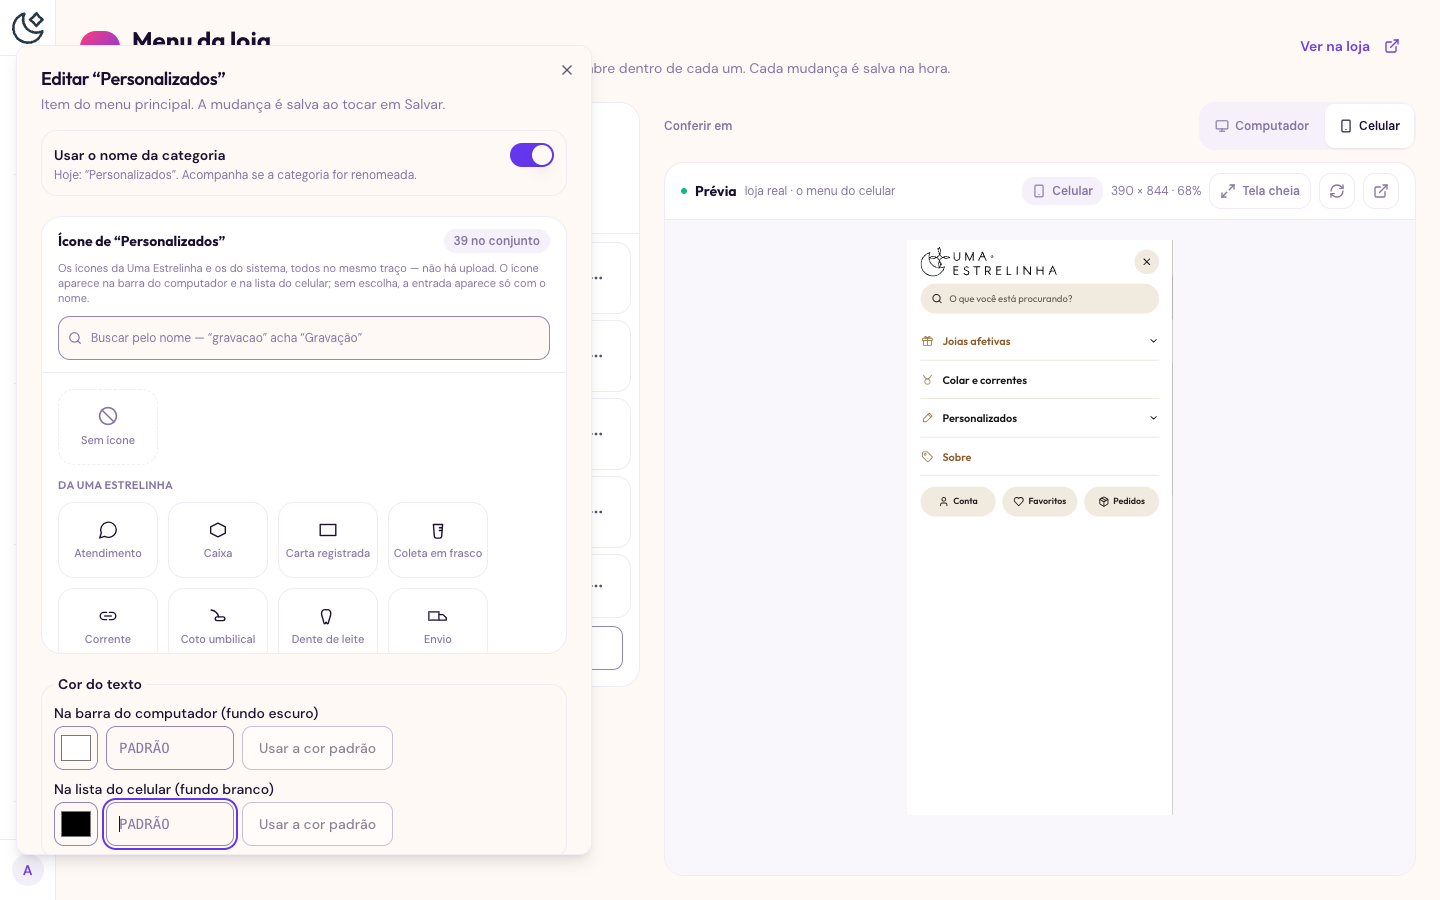 Menu da loja
Ver na loja
abre dentro de cada um. Cada mudança é salva na hora.
Editar “Personalizados”
Item do menu principal. A mudança é salva ao tocar em Salvar.
Usar o nome da categoria
Hoje: “Personalizados”. Acompanha se a categoria for renomeada.
Ícone de “Personalizados”
39 no conjunto
Os ícones da Uma Estrelinha e os do sistema, todos no mesmo traço — não há upload. O ícone
aparece na barra do computador e na lista do celular; sem escolha, a entrada aparece só com o
nome.
Buscar pelo nome — “gravacao” acha “Gravação”
Sem ícone
DA UMA ESTRELINHA
Atendimento
Caixa
Carta registrada
Coleta em frasco
Corrente
Coto umbilical
Dente de leite
Envio
Cor do texto
Na barra do computador (fundo escuro)
PADRÃO
Usar a cor padrão
Na lista do celular (fundo branco)
PADRÃO
Usar a cor padrão
A
Conferir em
Computador
Celular
Prévia
loja real · o menu do celular
Celular
390 × 844 · 68%
Tela cheia
UMA
ESTRELINHA
O que você está procurando?
Joias afetivas
Colar e correntes
Personalizados
Sobre
Conta
Favoritos
Pedidos